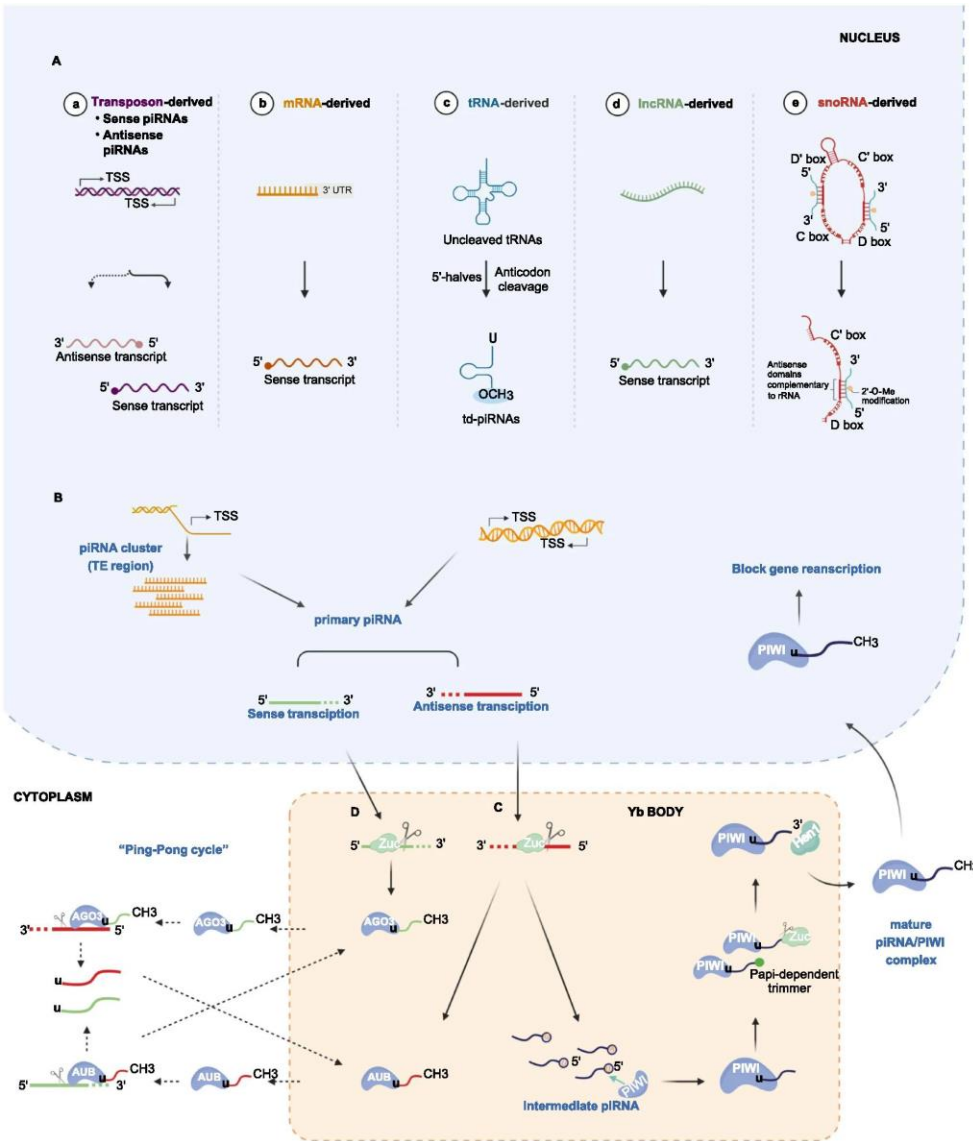 NUCLEUS
A
a
Transposon-derived
• Sense piRNAs
• Antisense
piRNAs
TSS
TSS
3' 5'
Antisense transcript
5' 3'
Sense transcript
b
mRNA-derived
3' UTR
5' 3'
Sense transcript
c
tRNA-derived
Uncleaved tRNAs
5'-halves
Anticodon
cleavage
U
OCH3
td-piRNAs
d
lncRNA-derived
5' 3'
Sense transcript
e
snoRNA-derived
D' box
C' box
5'
3'
3'
5'
C box
D box
C' box
3'
Antisense
domains
complementary
to rRNA
2'-O-Me
modification
5'
D box
B
TSS
piRNA cluster
(TE region)
TSS
TSS
primary piRNA
5' 3'
Sense transciption
3' 5'
Antisense transciption
Block gene reanscription
PIWI u CH3
CYTOPLASM
Yb BODY
D
5' Zuc 3'
C
3' Zuc 5'
"Ping-Pong cycle"
AGO3 u CH3
3' 5'
AGO3 u CH3
AGO3 u CH3
u
u
AUB u CH3
5' 3'
AUB u CH3
AUB u CH3
5'
5'
PIWI
Intermediate piRNA
PIWI u
PIWI u Zuc
PIWI u
Papi-dependent
trimmer
PIWI u 3' Hen1
PIWI u CH
mature
piRNA/PIWI
complex